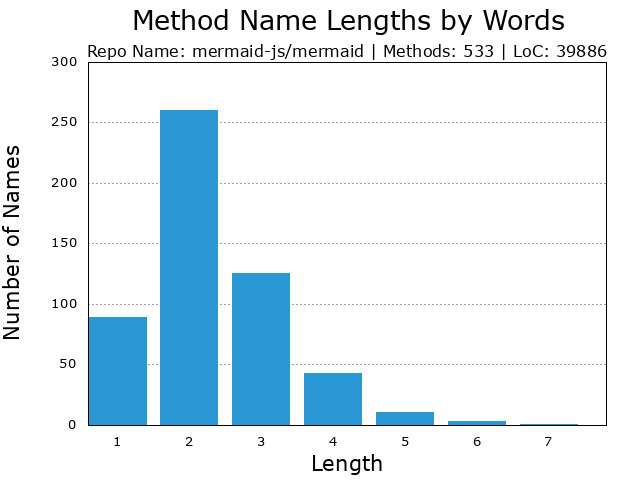 Method Name Lengths by Words
Repo Name: mermaid-js/mermaid | Methods: 533 | LoC: 39886
Number of Names
300
250
200
150
100
50
0
1 2 3 4 5 6 7
Length